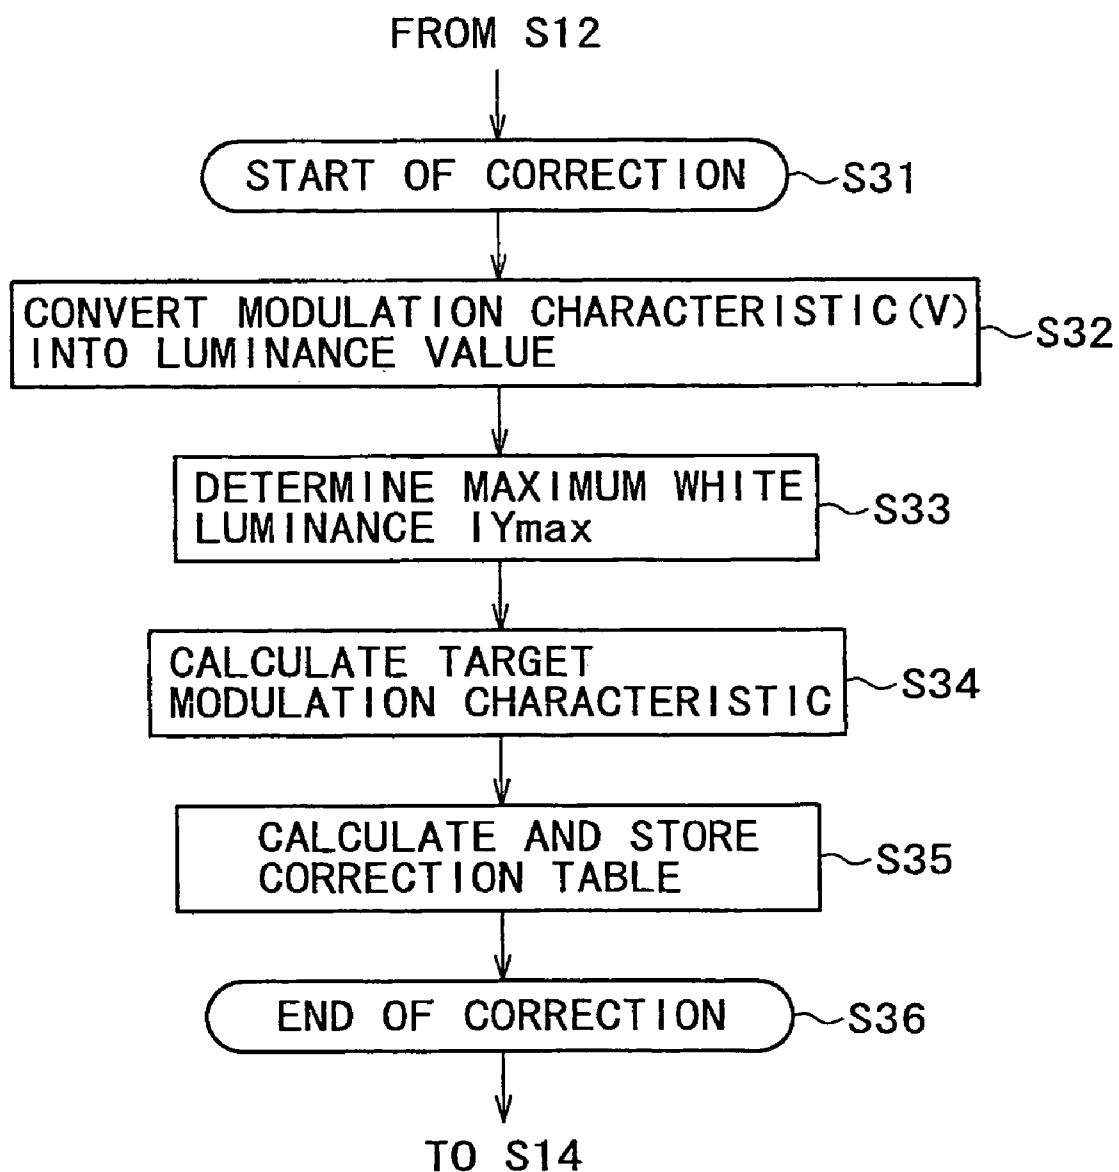 FROM S12
START OF CORRECTION
S31
CONVERT MODULATION CHARACTERISTIC(V)
INTO LUMINANCE VALUE
S32
DETERMINE MAXIMUM WHITE
LUMINANCE IYmax
S33
CALCULATE TARGET
MODULATION CHARACTERISTIC
S34
CALCULATE AND STORE
CORRECTION TABLE
S35
END OF CORRECTION
S36
TO S14